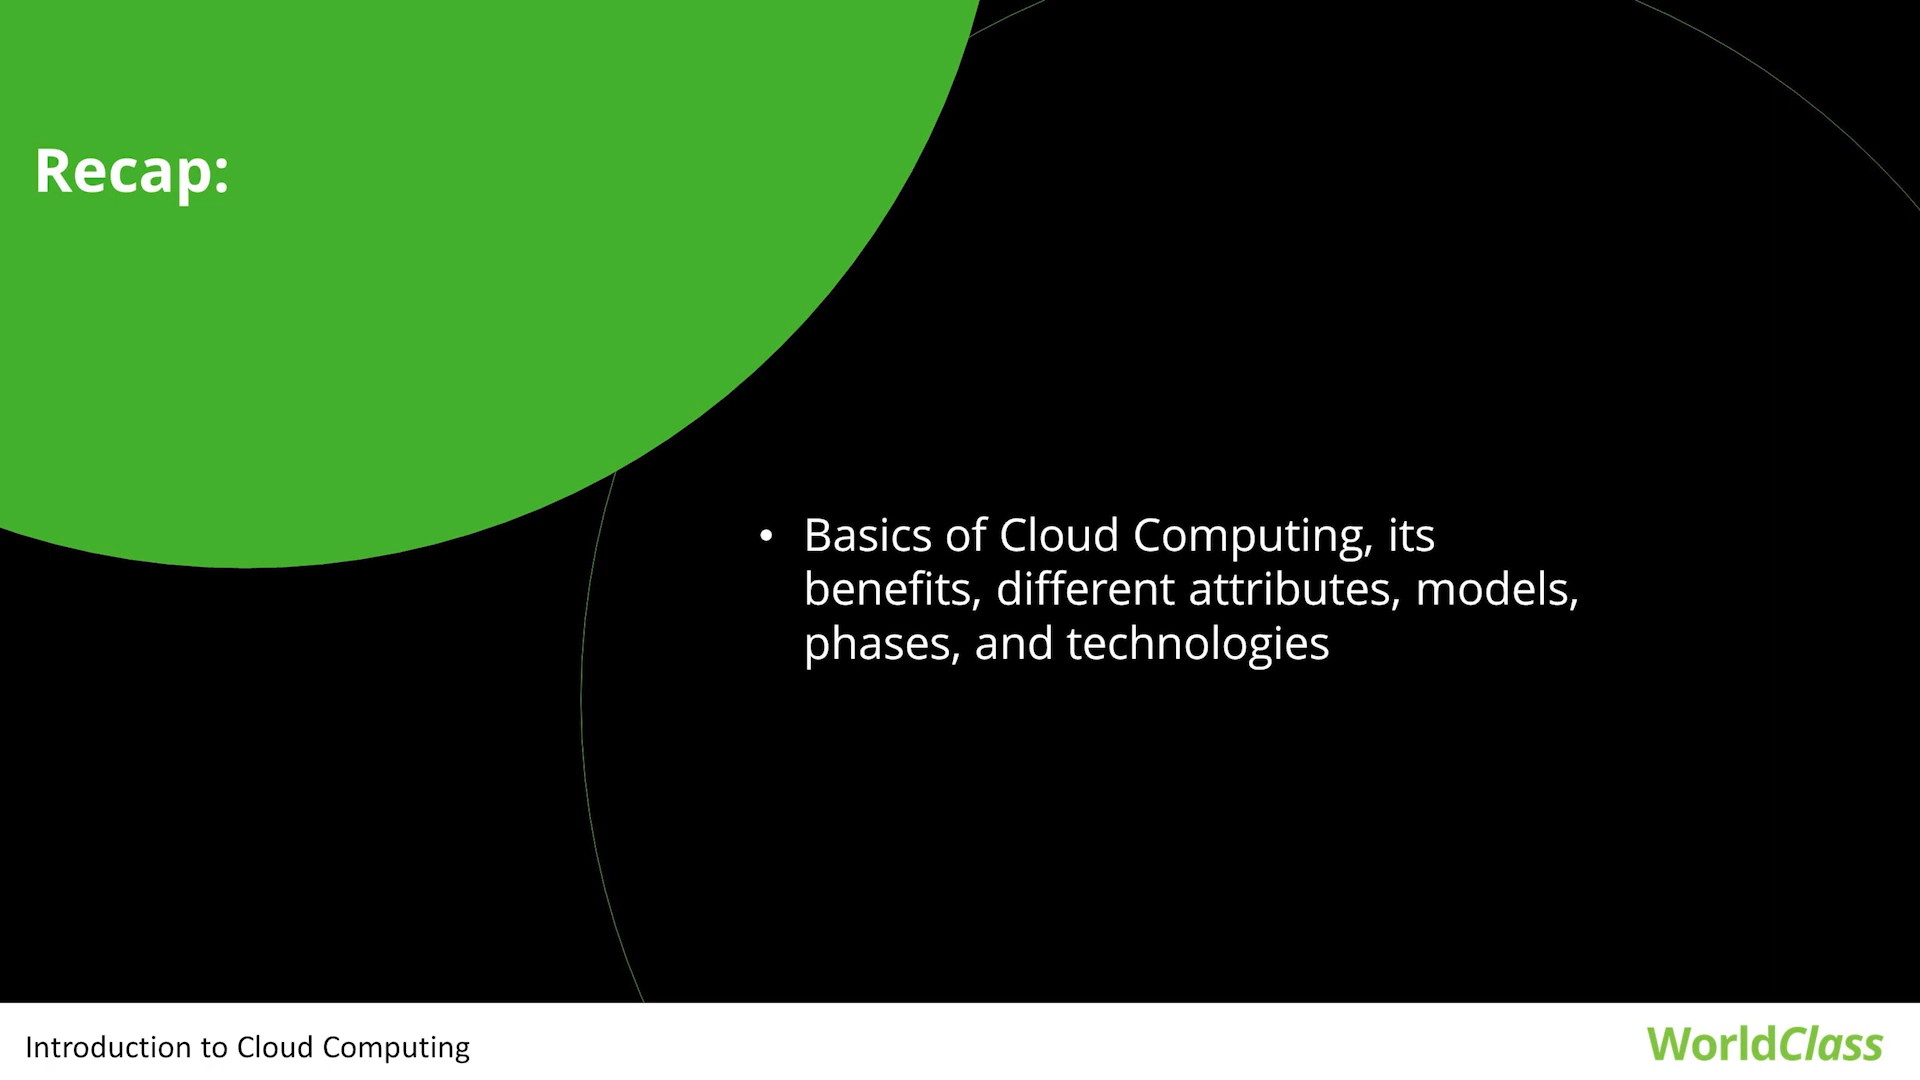 Recap:
• Basics of Cloud Computing, its
benefits, different attributes, models,
phases, and technologies
Introduction to Cloud Computing
WorldClass